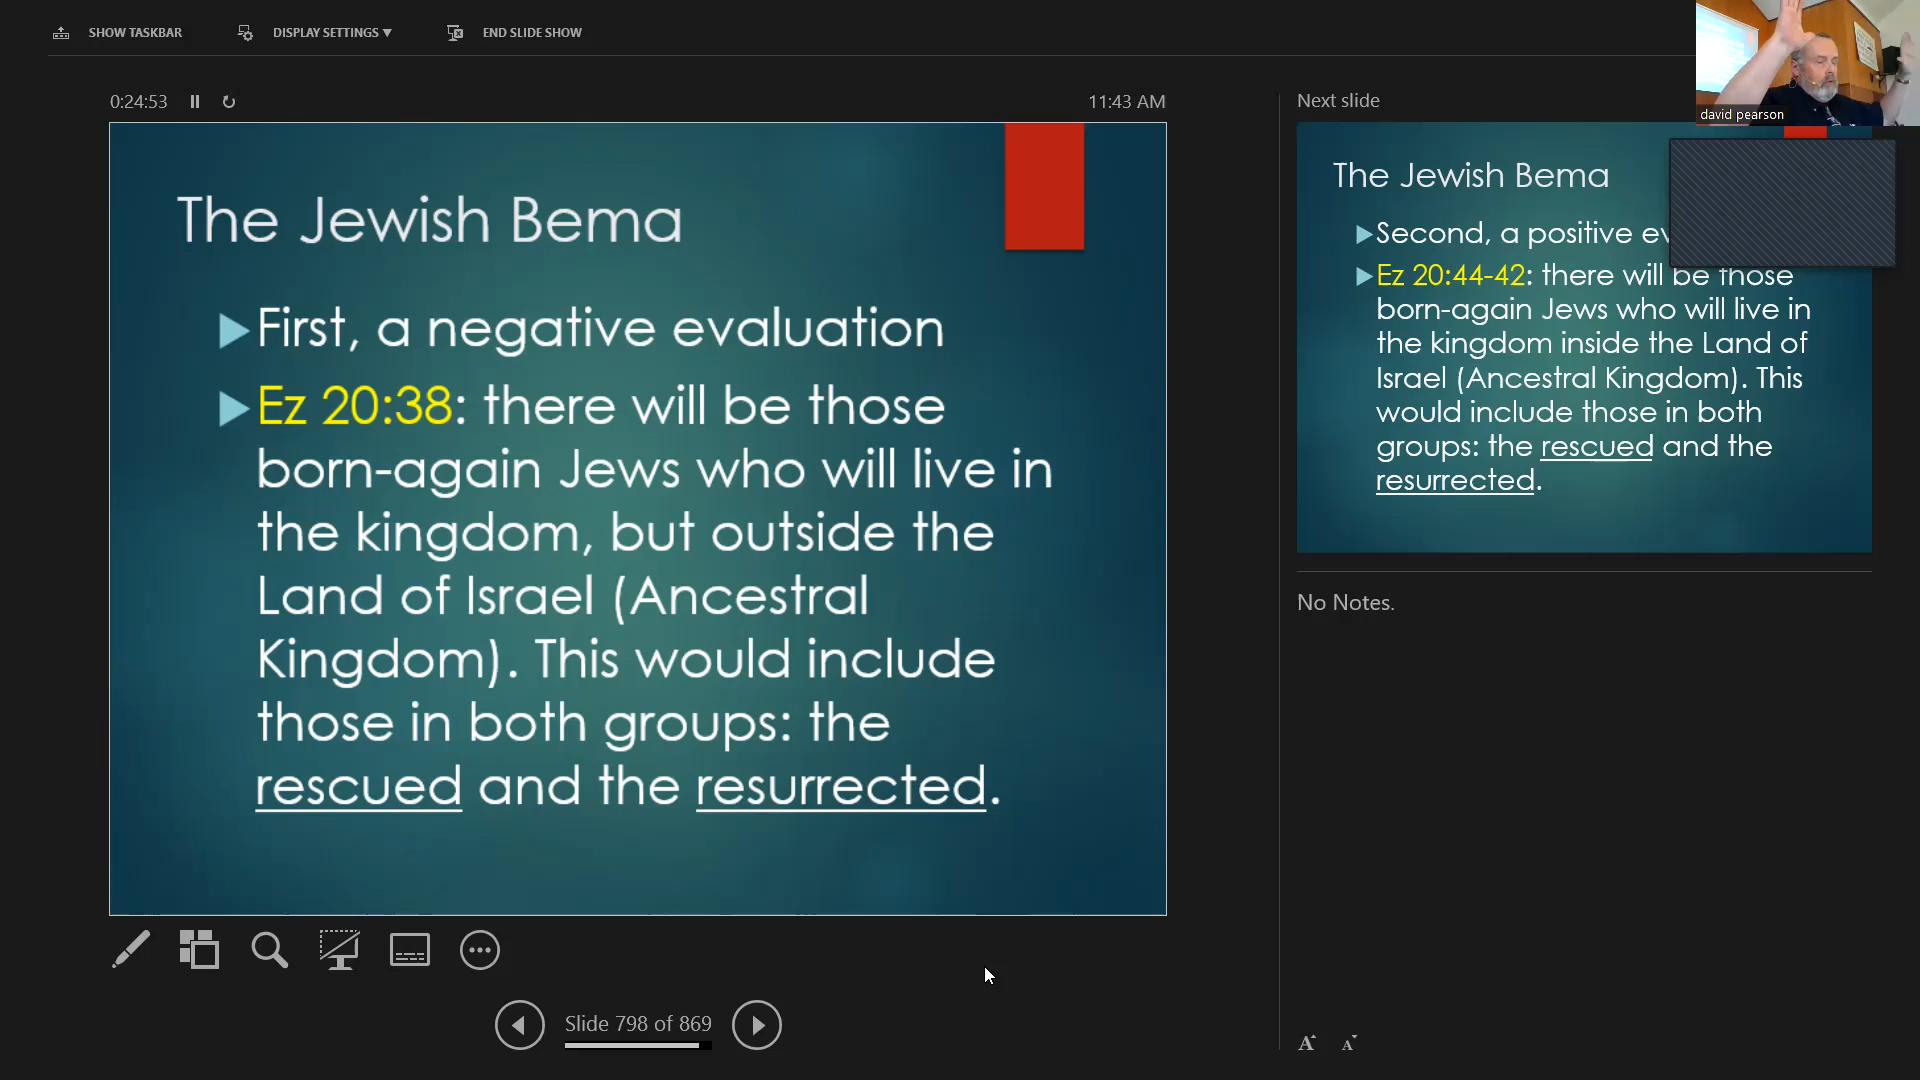 SHOW TASKBAR
DISPLAY SETTINGS ▼
END SLIDE SHOW
0:24:53
11:43 AM
The Jewish Bema
First, a negative evaluation
Ez 20:38: there will be those
born-again Jews who will live in
the kingdom, but outside the
Land of Israel (Ancestral
Kingdom). This would include
those in both groups: the
rescued and the resurrected.
Slide 798 of 869
Next slide
david pearson
The Jewish Bema
Second, a positive
Ez 20:44-42: there will be those
born-again Jews who will live in
the kingdom inside the Land of
Israel (Ancestral Kingdom). This
would include those in both
groups: the rescued and the
resurrected.
No Notes.
A A